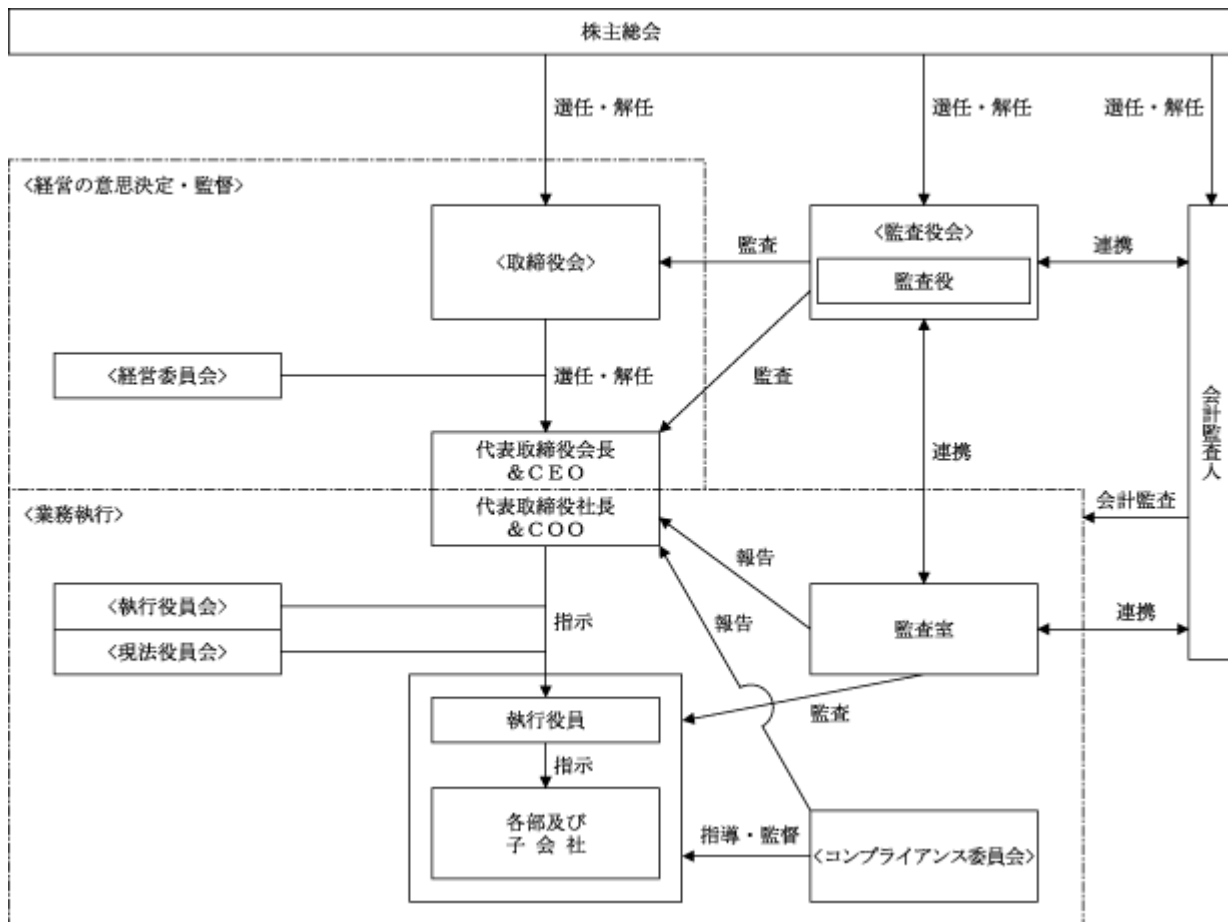 株主総会
選任・解任
選任・解任
選任・解任
<経営の意思決定・監督>
<取締役会>
監査
<監査役会>
監査役
連携
<経営委員会>
選任・解任
監査
会計監査人
代表取締役会長
＆ＣＥＯ
連携
<業務執行>
代表取締役社長
＆ＣＯＯ
会計監査
報告
<執行役員会>
<現法役員会>
指示
報告
監査室
連携
執行役員
監査
指示
各部及び
子 会 社
指導・監督
<コンプライアンス委員会>